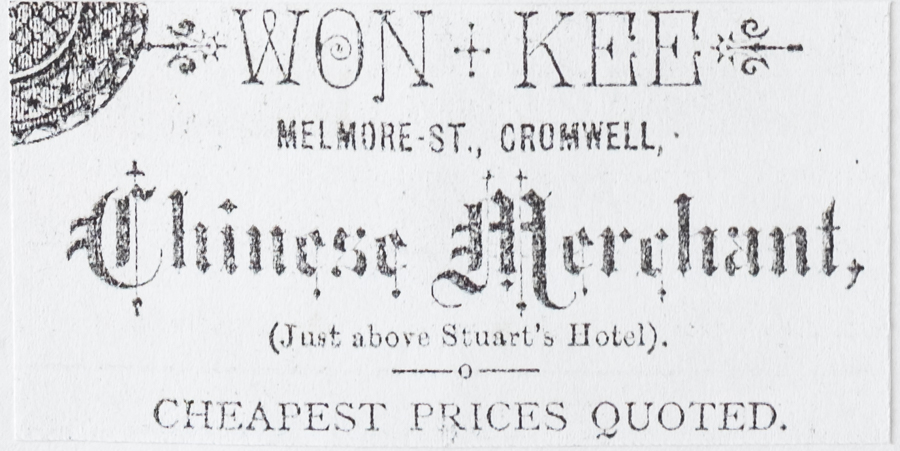 WON KEE
MELMORE-ST., CROMWELL,
Chinese Merchant,
(Just above Stuart's Hotel).
CHEAPEST PRICES QUOTED.